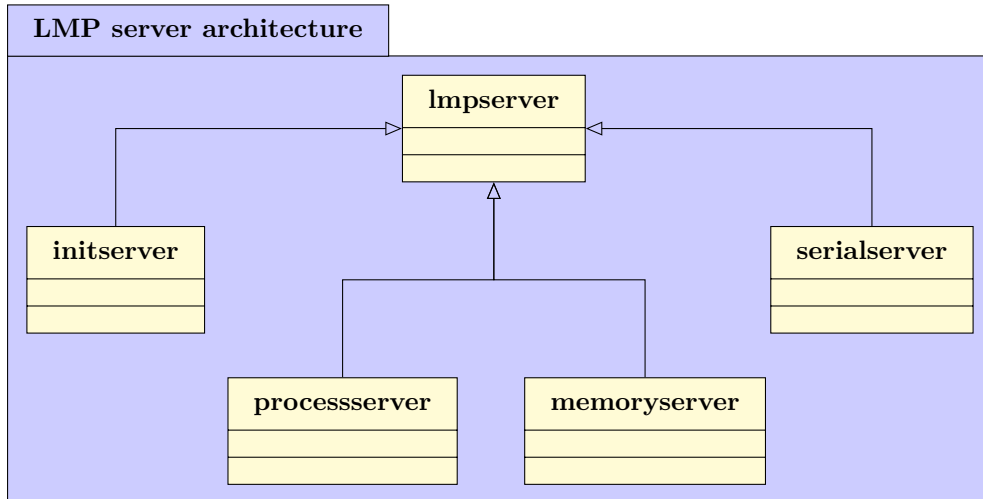 LMP server architecture
lmpserver
initserver
serialserver
processserver
memoryserver